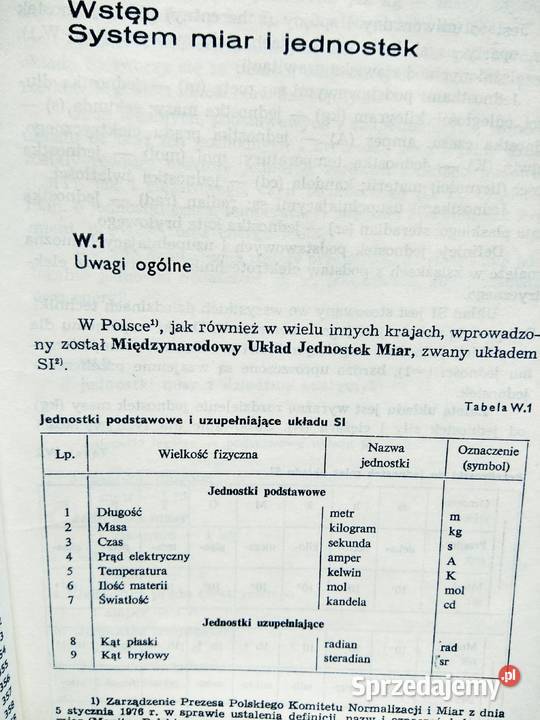 Wstęp
System miar i jednostek
W.1
Uwagi ogólne
W Polsce¹⁾, jak również w wielu innych krajach, wprowadzo-
ny został Międzynarodowy Układ Jednostek Miar, zwany układem
SI²⁾.
Tabela W.1
Jednostki podstawowe i uzupełniające układu SI
Lp. Wielkość fizyczna Nazwa jednostki Oznaczenie (symbol)
Jednostki podstawowe
1 Długość metr m
2 Masa kilogram kg
3 Czas sekunda s
4 Prąd elektryczny amper A
5 Temperatura kelwin K
6 Ilość materii mol mol
7 Światłość kandela cd
Jednostki uzupełniające
8 Kąt płaski radian rad
9 Kąt bryłowy steradian sr
1) Zarządzenie Prezesa Polskiego Komitetu Normalizacji i Miar z dnia
5 stycznia 1976 r. w sprawie ustalenia definicji, nazw i
354
355
357
358
Sprzedajemy.pl